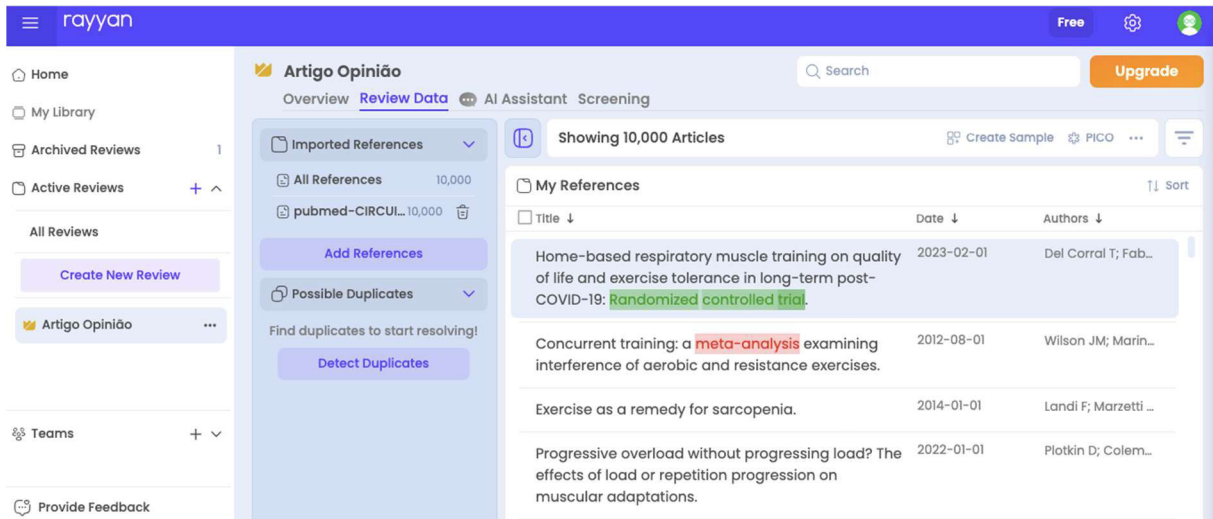 rayyan
Free
Home
My Library
Archived Reviews 1
Active Reviews +
All Reviews
Create New Review
Artigo Opinião ...
Teams +
Provide Feedback
Artigo Opinião
Search
Upgrade
Overview Review Data AI Assistant Screening
Imported References
All References 10,000
pubmed-CIRCUI... 10,000
Add References
Possible Duplicates
Find duplicates to start resolving!
Detect Duplicates
Showing 10,000 Articles
Create Sample PICO ...
My References
Sort
Title ↓ Date ↓ Authors ↓
Home-based respiratory muscle training on quality 2023-02-01 Del Corral T; Fab...
of life and exercise tolerance in long-term post-
COVID-19: Randomized controlled trial.
Concurrent training: a meta-analysis examining 2012-08-01 Wilson JM; Marin...
interference of aerobic and resistance exercises.
Exercise as a remedy for sarcopenia. 2014-01-01 Landi F; Marzetti ...
Progressive overload without progressing load? The 2022-01-01 Plotkin D; Colem...
effects of load or repetition progression on
muscular adaptations.